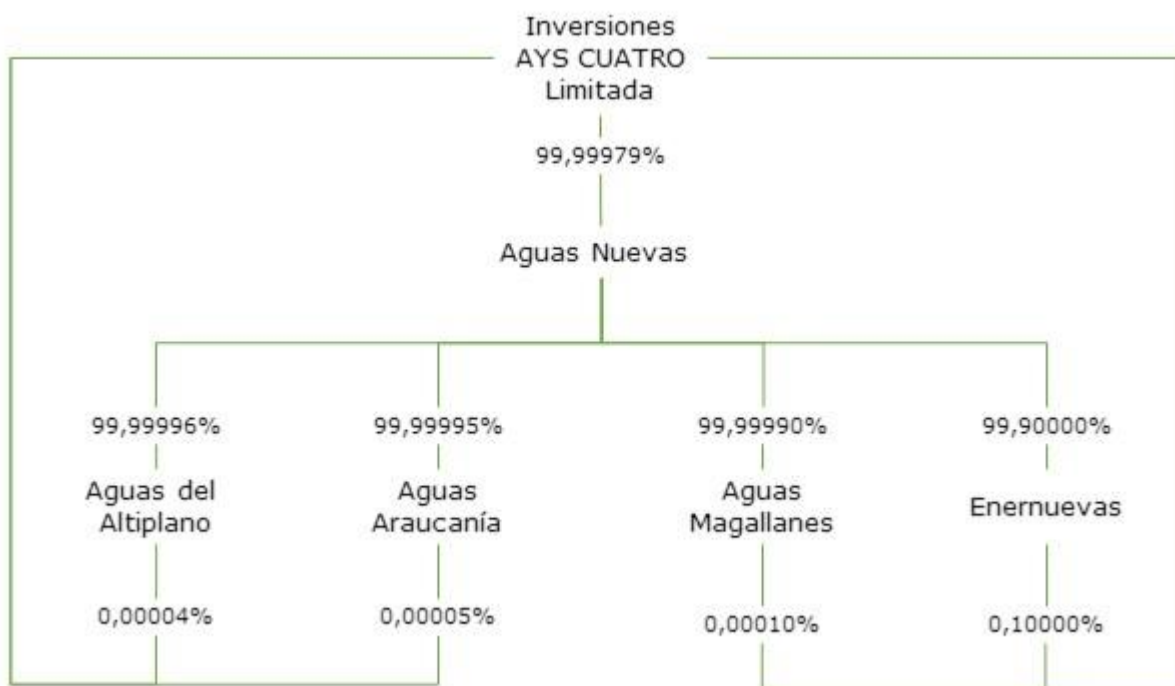 Inversiones
AYS CUATRO
Limitada
99,99979%
Aguas Nuevas
99,99996%
99,99995%
99,99990%
99,90000%
Aguas del
Altiplano
Aguas
Araucanía
Aguas
Magallanes
Enernuevas
0,00004%
0,00005%
0,00010%
0,10000%